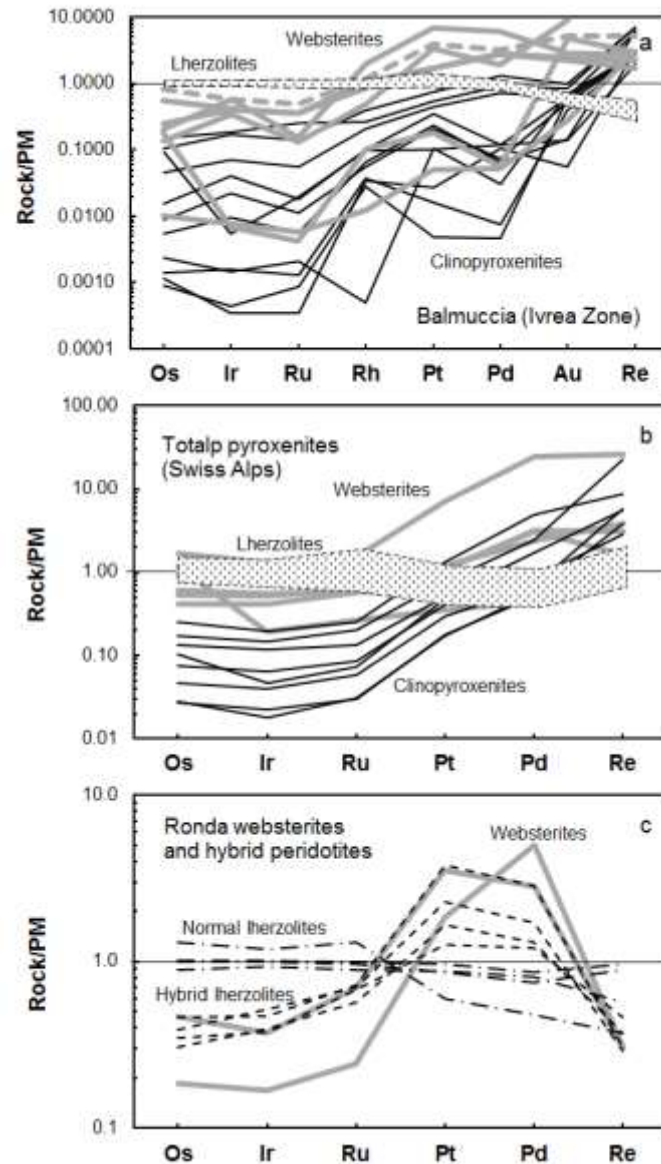 10.0000
Websterites
a
Lherzolites
1.0000
0.1000
Rock/PM
0.0100
Clinopyroxenites
0.0010
Balmuccia (Ivrea Zone)
0.0001
Os Ir Ru Rh Pt Pd Au Re
100.00
Totalp pyroxenites
b
(Swiss Alps)
10.00
Websterites
Lherzolites
Rock/PM
1.00
0.10
Clinopyroxenites
0.01
Os Ir Ru Pt Pd Re
10.0
Ronda websterites
Websterites
c
and hybrid peridotites
Normal lherzolites
Rock/PM
1.0
Hybrid lherzolites
0.1
Os Ir Ru Pt Pd Re